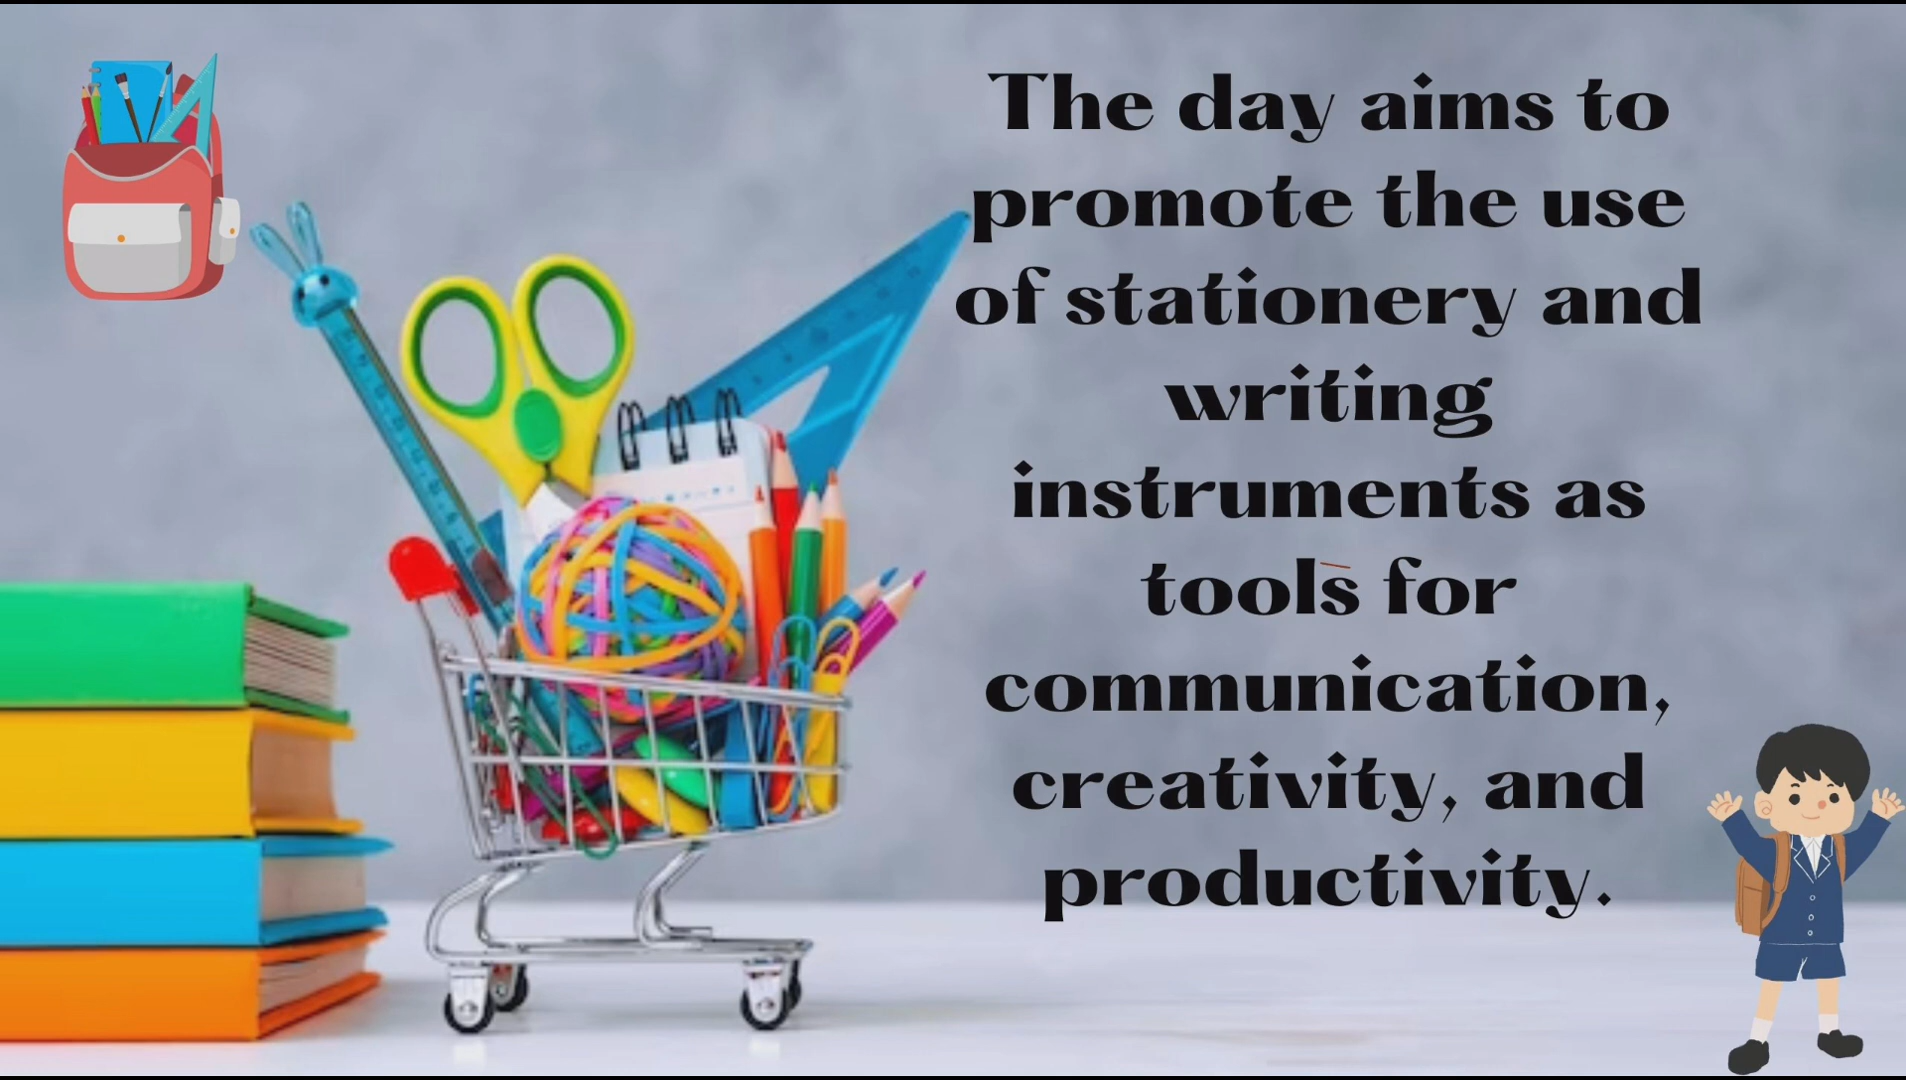 The day aims to
promote the use
of stationery and
writing
instruments as
tools for
communication,
creativity, and
productivity.